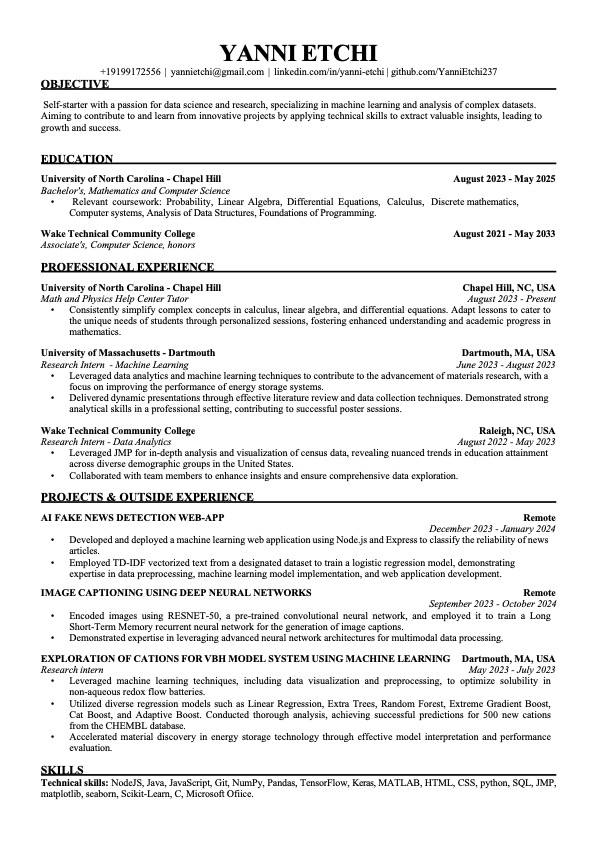 YANNI ETCHI
+19199172556 | yannietchi@gmail.com | linkedin.com/in/yanni-etchi | github.com/YanniEtchi237
OBJECTIVE
Self-starter with a passion for data science and research, specializing in machine learning and analysis of complex datasets.
Aiming to contribute to and learn from innovative projects by applying technical skills to extract valuable insights, leading to
growth and success.
EDUCATION
University of North Carolina - Chapel Hill August 2023 - May 2025
Bachelor's, Mathematics and Computer Science
• Relevant coursework: Probability, Linear Algebra, Differential Equations, Calculus, Discrete mathematics,
Computer systems, Analysis of Data Structures, Foundations of Programming.
Wake Technical Community College August 2021 - May 2033
Associate's, Computer Science, honors
PROFESSIONAL EXPERIENCE
University of North Carolina - Chapel Hill Chapel Hill, NC, USA
Math and Physics Help Center Tutor August 2023 - Present
• Consistently simplify complex concepts in calculus, linear algebra, and differential equations. Adapt lessons to cater to
the unique needs of students through personalized sessions, fostering enhanced understanding and academic progress in
mathematics.
University of Massachusetts - Dartmouth Dartmouth, MA, USA
Research Intern - Machine Learning June 2023 - August 2023
• Leveraged data analytics and machine learning techniques to contribute to the advancement of materials research, with a
focus on improving the performance of energy storage systems.
• Delivered dynamic presentations through effective literature review and data collection techniques. Demonstrated strong
analytical skills in a professional setting, contributing to successful poster sessions.
Wake Technical Community College Raleigh, NC, USA
Research Intern - Data Analytics August 2022 - May 2023
• Leveraged JMP for in-depth analysis and visualization of census data, revealing nuanced trends in education attainment
across diverse demographic groups in the United States.
• Collaborated with team members to enhance insights and ensure comprehensive data exploration.
PROJECTS & OUTSIDE EXPERIENCE
AI FAKE NEWS DETECTION WEB-APP Remote
December 2023 - January 2024
• Developed and deployed a machine learning web application using Node.js and Express to classify the reliability of news
articles.
• Employed TD-IDF vectorized text from a designated dataset to train a logistic regression model, demonstrating
expertise in data preprocessing, machine learning model implementation, and web application development.
IMAGE CAPTIONING USING DEEP NEURAL NETWORKS Remote
September 2023 - October 2024
• Encoded images using RESNET-50, a pre-trained convolutional neural network, and employed it to train a Long
Short-Term Memory recurrent neural network for the generation of image captions.
• Demonstrated expertise in leveraging advanced neural network architectures for multimodal data processing.
EXPLORATION OF CATIONS FOR VBH MODEL SYSTEM USING MACHINE LEARNING Dartmouth, MA, USA
Research intern May 2023 - July 2023
• Leveraged machine learning techniques, including data visualization and preprocessing, to optimize solubility in
non-aqueous redox flow batteries.
• Utilized diverse regression models such as Linear Regression, Extra Trees, Random Forest, Extreme Gradient Boost,
Cat Boost, and Adaptive Boost. Conducted thorough analysis, achieving successful predictions for 500 new cations
from the CHEMBL database.
• Accelerated material discovery in energy storage technology through effective model interpretation and performance
evaluation.
SKILLS
Technical skills: NodeJS, Java, JavaScript, Git, NumPy, Pandas, TensorFlow, Keras, MATLAB, HTML, CSS, python, SQL, JMP,
matplotlib, seaborn, Scikit-Learn, C, Microsoft Ofiice.